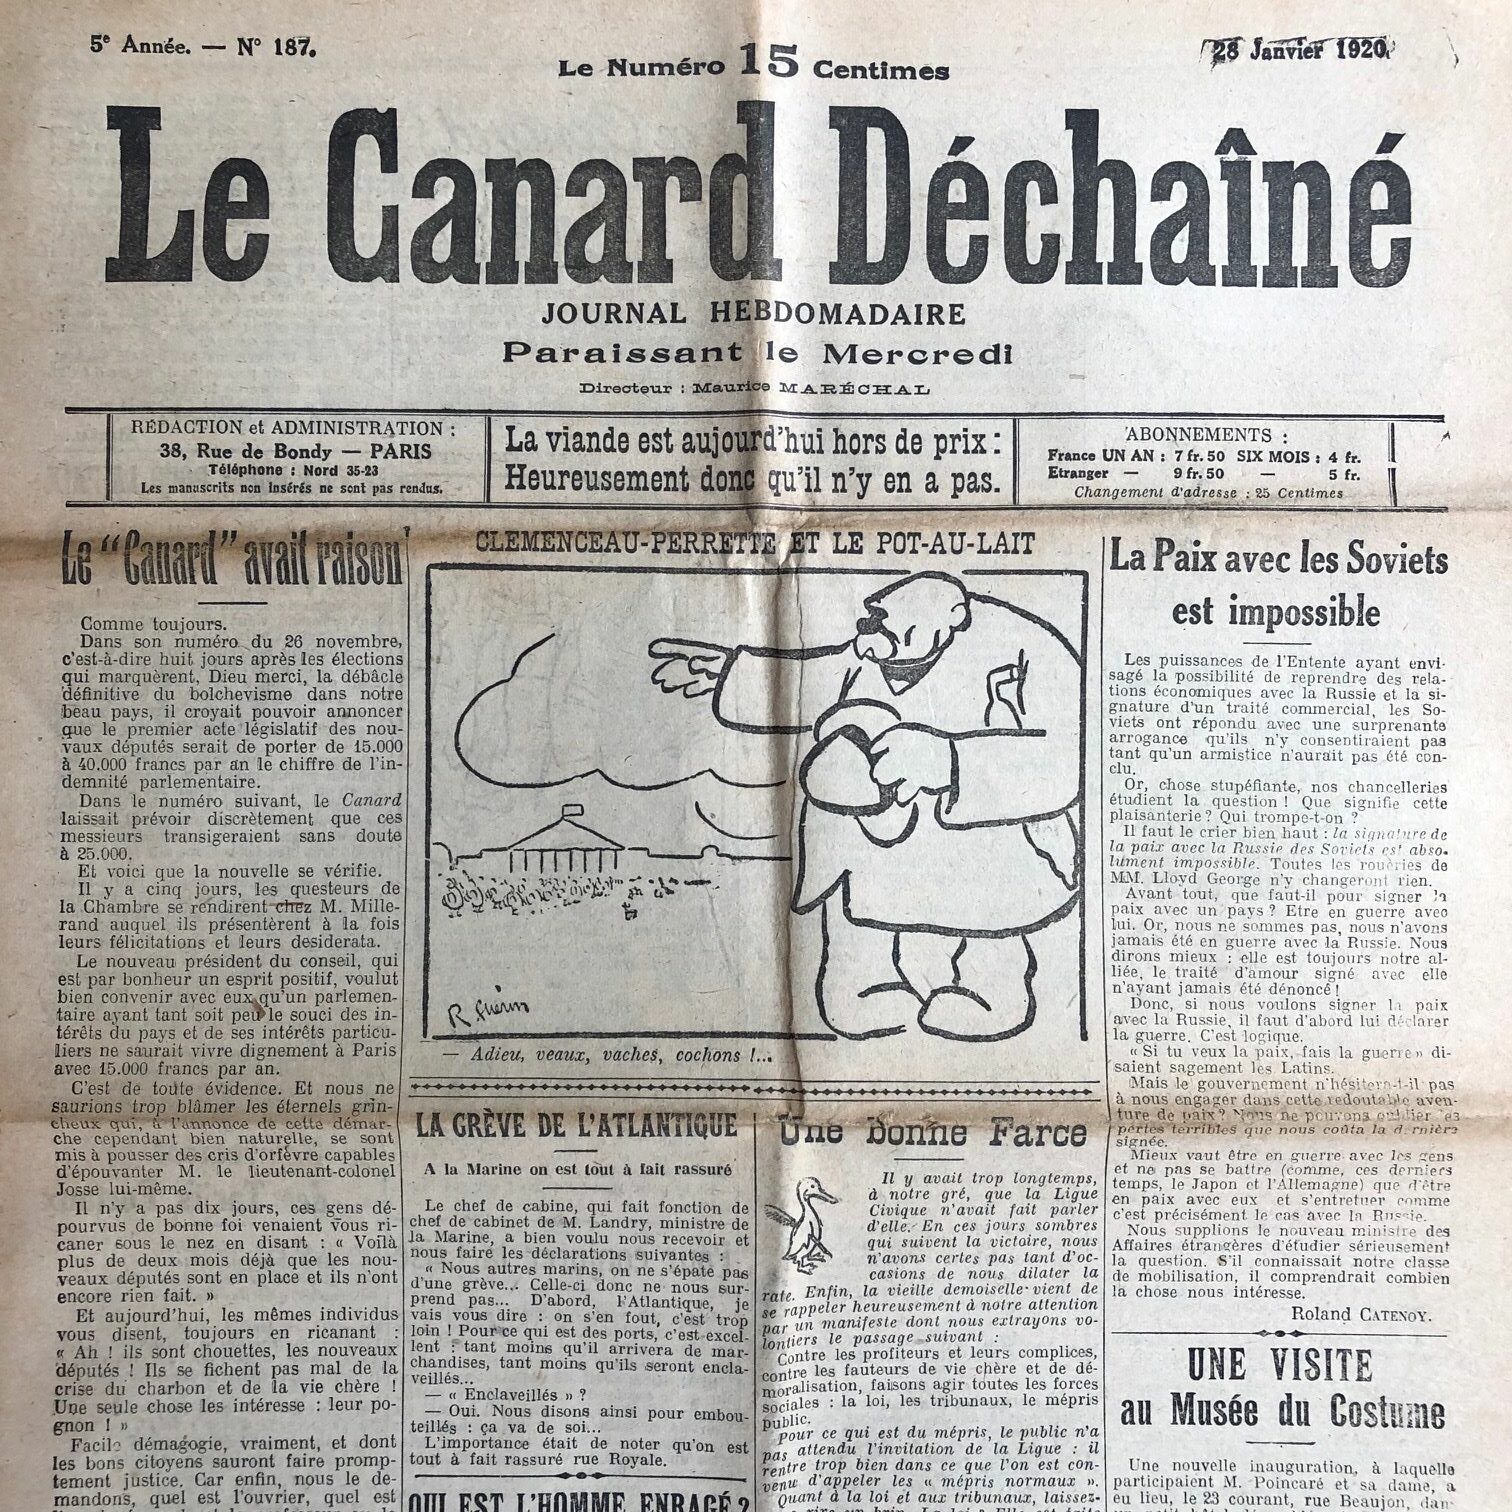 5e Année. — N° 187.
Le Numéro 15 Centimes
28 Janvier 1920
Le Canard Déchaîné
JOURNAL HEBDOMADAIRE
Paraissant le Mercredi
Directeur : Maurice MARÉCHAL
RÉDACTION et ADMINISTRATION :
38, Rue de Bondy — PARIS
Téléphone : Nord 35-23
Les manuscrits non insérés ne sont pas rendus.
La viande est aujourd'hui hors de prix :
Heureusement donc qu'il n'y en a pas.
ABONNEMENTS :
France UN AN : 7 fr. 50 SIX MOIS : 4 fr.
Etranger — 9 fr. 50 — 5 fr.
Changement d'adresse : 25 Centimes
Le "Canard" avait raison
Comme toujours.
Dans son numéro du 26 novembre,
c'est-à-dire huit jours après les élections
qui marquèrent, Dieu merci, la débâcle
définitive du bolchevisme dans notre
beau pays, il croyait pouvoir annoncer
que le premier acte législatif des nou-
vaux députés serait de porter de 15.000
à 40.000 francs par an le chiffre de l'in-
demnité parlementaire.
Dans le numéro suivant, le Canard
laissait prévoir discrètement que ces
messieurs transigeraient sans doute
à 25.000.
Et voici que la nouvelle se vérifie.
Il y a cinq jours, les questeurs de
la Chambre se rendirent chez M. Mille-
rand auquel ils présentèrent à la fois
leurs félicitations et leurs desiderata.
Le nouveau président du conseil, qui
est par bonheur un esprit positif, voulut
bien convenir avec eux qu'un parlemen-
taire ayant tant soit peu le souci des in-
térêts du pays et de ses intérêts particu-
liers ne saurait vivre dignement à Paris
avec 15.000 francs par an.
C'est de toute évidence. Et nous ne
saurions trop blâmer les éternels grin-
cheux qui, à l'annonce de cette démar-
che cependant bien naturelle, se sont
mis à pousser des cris d'orfèvre capables
d'épouvanter M. le lieutenant-colonel
Josse lui-même.
Il n'y a pas dix jours, ces gens dé-
pourvus de bonne foi venaient vous ri-
caner sous le nez en disant : « Voilà
plus de deux mois déjà que les nou-
veaux députés sont en place et ils n'ont
encore rien fait. »
Et aujourd'hui, les mêmes individus
vous disent, toujours en ricanant :
« Ah ! ils sont chouettes, les nouveaux
députés ! Ils se fichent pas mal de la
crise du charbon et de la vie chère !
Une seule chose les intéresse : leur po-
gnon ! »
Facile démagogie, vraiment, et dont
les bons citoyens sauront faire promp-
tement justice. Car enfin, nous le de-
mandons, quel est l'ouvrier, quel est
CLEMENCEAU-PERRETTE ET LE POT-AU-LAIT
R Guérin
— Adieu, veaux, vaches, cochons !...
LA GRÈVE DE L'ATLANTIQUE
A la Marine on est tout à fait rassuré
Le chef de cabine, qui fait fonction de
chef de cabinet de M. Landry, ministre de
la Marine, a bien voulu nous recevoir et
nous faire les déclarations suivantes :
« Nous autres marins, on ne s'épate pas
d'une grève... Celle-ci donc ne nous sur-
prend pas... D'abord, l'Atlantique, je
vais vous dire : on s'en fout, c'est trop
loin ! Pour ce qui est des ports, c'est excel-
lent : tant moins qu'il arrivera de mar-
chandises, tant moins qu'ils seront encla-
veillés...
— « Enclaveillés » ?
— Oui. Nous disons ainsi pour embou-
teillés : ça va de soi...
L'importance était de noter qu'on est
tout à fait rassuré rue Royale.
QUI EST L'HOMME ENRAGÉ ?
Une bonne Farce
Il y avait trop longtemps,
à notre gré, que la Ligue
Civique n'avait fait parler
d'elle. En ces jours sombres
qui suivent la victoire, nous
n'avons certes pas tant d'oc-
casions de nous dilater la
rate. Enfin, la vieille demoiselle vient de
se rappeler heureusement à notre attention
par un manifeste dont nous extrayons vo-
lontiers le passage suivant :
Contre les profiteurs et leurs complices,
contre les fauteurs de vie chère et de dé-
moralisation, faisons agir toutes les forces
sociales : la loi, les tribunaux, le mépris
public.
Pour ce qui est du mépris, le public n'a
pas attendu l'invitation de la Ligue : il
rentre trop bien dans ce que l'on est con-
venu d'appeler les « mépris normaux ».
Quant à la loi et aux tribunaux, laissez-
La Paix avec les Soviets
est impossible
Les puissances de l'Entente ayant envi-
sagé la possibilité de reprendre des rela-
tions économiques avec la Russie et la si-
gnature d'un traité commercial, les So-
viets ont répondu avec une surprenante
arrogance qu'ils n'y consentiraient pas
tant qu'un armistice n'aurait pas été con-
clu.
Or, chose stupéfiante, nos chancelleries
étudient la question ! Que signifie cette
plaisanterie ? Qui trompe-t-on ?
Il faut le crier bien haut : la signature de
la paix avec la Russie des Soviets est abso-
lument impossible. Toutes les roueries de
MM. Lloyd George n'y changeront rien.
Avant tout, que faut-il pour signer la
paix avec un pays ? Etre en guerre avec
lui. Or, nous ne sommes pas, nous n'avons
jamais été en guerre avec la Russie. Nous
dirons mieux : elle est toujours notre al-
liée, le traité d'amour signé avec elle
n'ayant jamais été dénoncé !
Donc, si nous voulons signer la paix
avec la Russie, il faut d'abord lui déclarer
la guerre. C'est logique.
« Si tu veux la paix, fais la guerre » di-
saient sagement les Latins.
Mais le gouvernement n'hésitera-t-il pas
à nous engager dans cette redoutable aven-
ture de paix ? Nous ne pouvons oublier les
pertes terribles que nous coûta la dernière
signée.
Mieux vaut être en guerre avec les gens
et ne pas se battre (comme, ces derniers
temps, le Japon et l'Allemagne) que d'être
en paix avec eux et s'entretuer comme
c'est précisément le cas avec la Russie.
Nous supplions le nouveau ministre des
Affaires étrangères d'étudier sérieusement
la question. S'il connaissait notre classe
de mobilisation, il comprendrait combien
la chose nous intéresse.
Roland CATENOY.
UNE VISITE
au Musée du Costume
Une nouvelle inauguration, à laquelle
participaient M. Poincaré et sa dame, a
eu lieu, le 23 courant, rue Beaujon, dan-